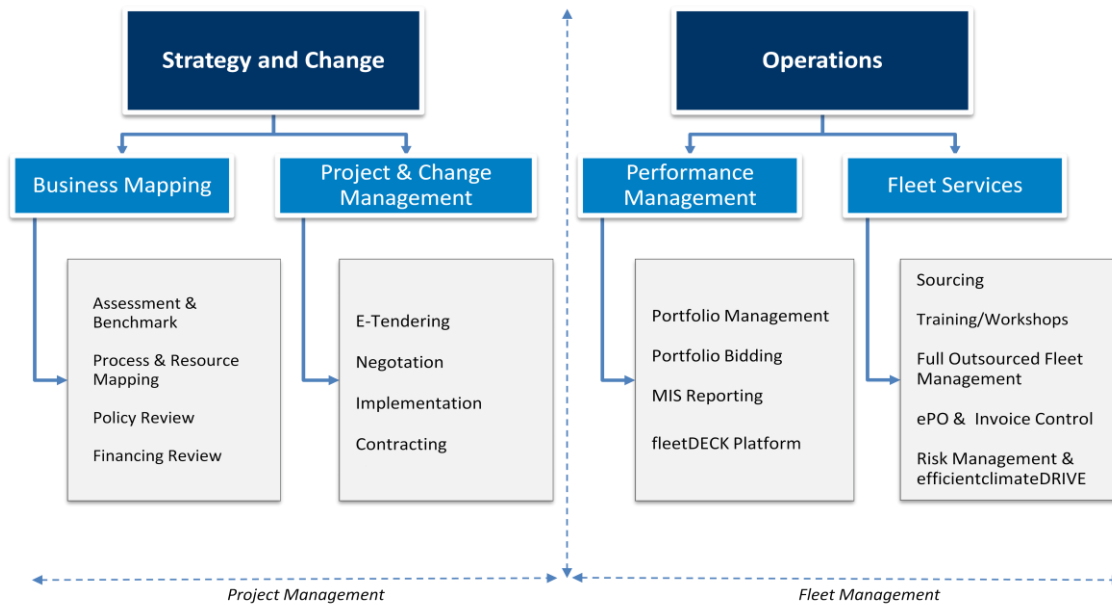 Strategy and Change
Operations
Business Mapping
Project & Change
Management
Performance
Management
Fleet Services
Assessment &
Benchmark
Process & Resource
Mapping
Policy Review
Financing Review
E-Tendering
Negotation
Implementation
Contracting
Portfolio Management
Portfolio Bidding
MIS Reporting
fleetDECK Platform
Sourcing
Training/Workshops
Full Outsourced Fleet
Management
ePO & Invoice Control
Risk Management &
efficientclimateDRIVE
Project Management
Fleet Management